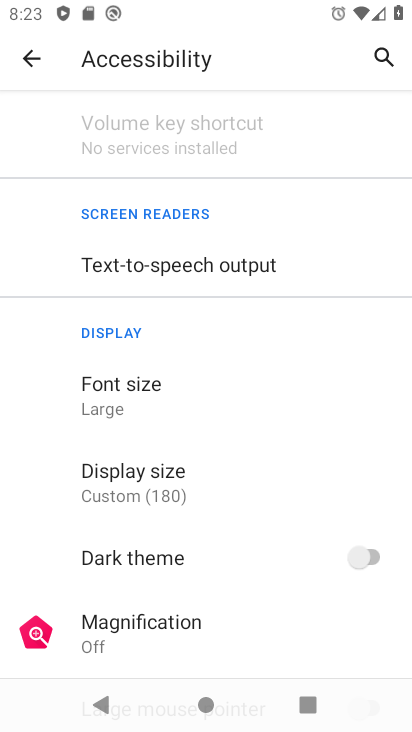 8:23
Accessibility
Volume key shortcut
No services installed
SCREEN READERS
Text-to-speech output
DISPLAY
Font size
Large
Display size
Custom (180)
Dark theme
Magnification
Off
Large mouse pointer